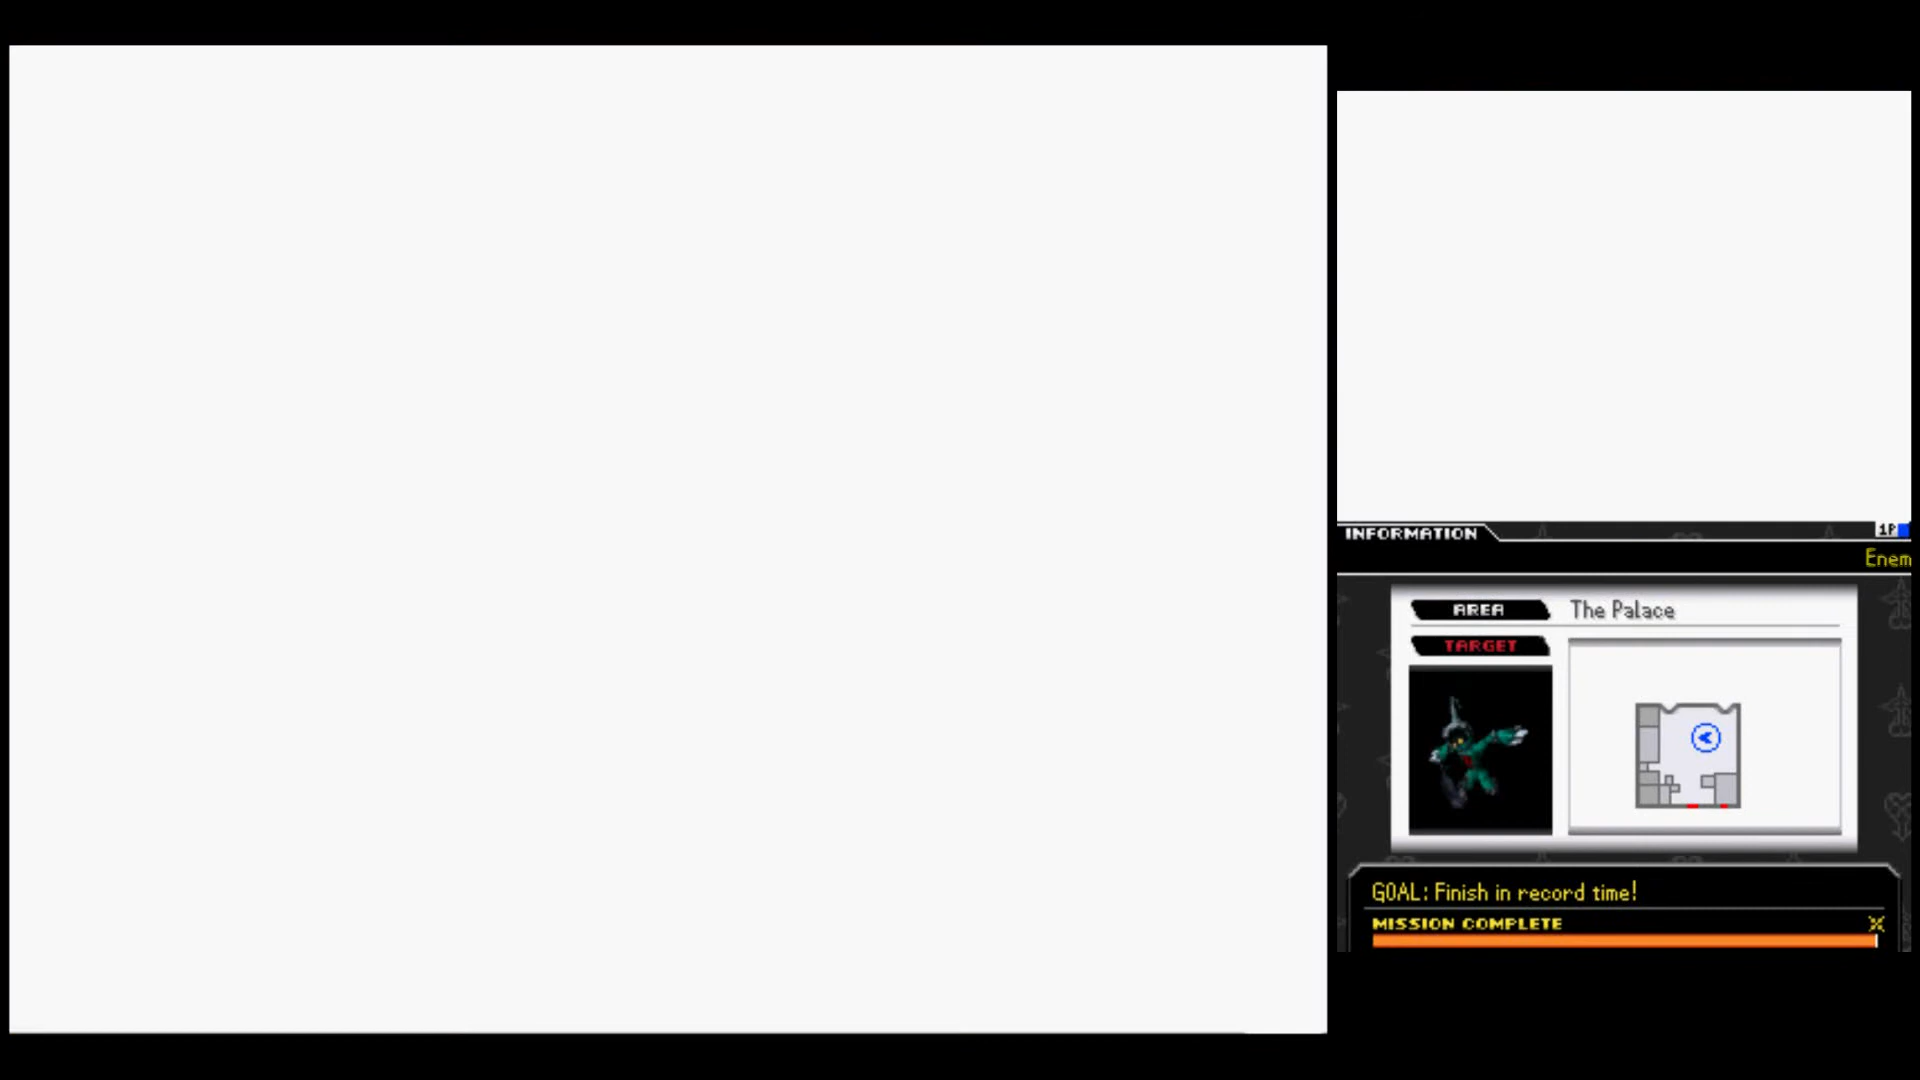 INFORMATION
1P
Enem
AREA The Palace
TARGET
GOAL: Finish in record time!
MISSION COMPLETE